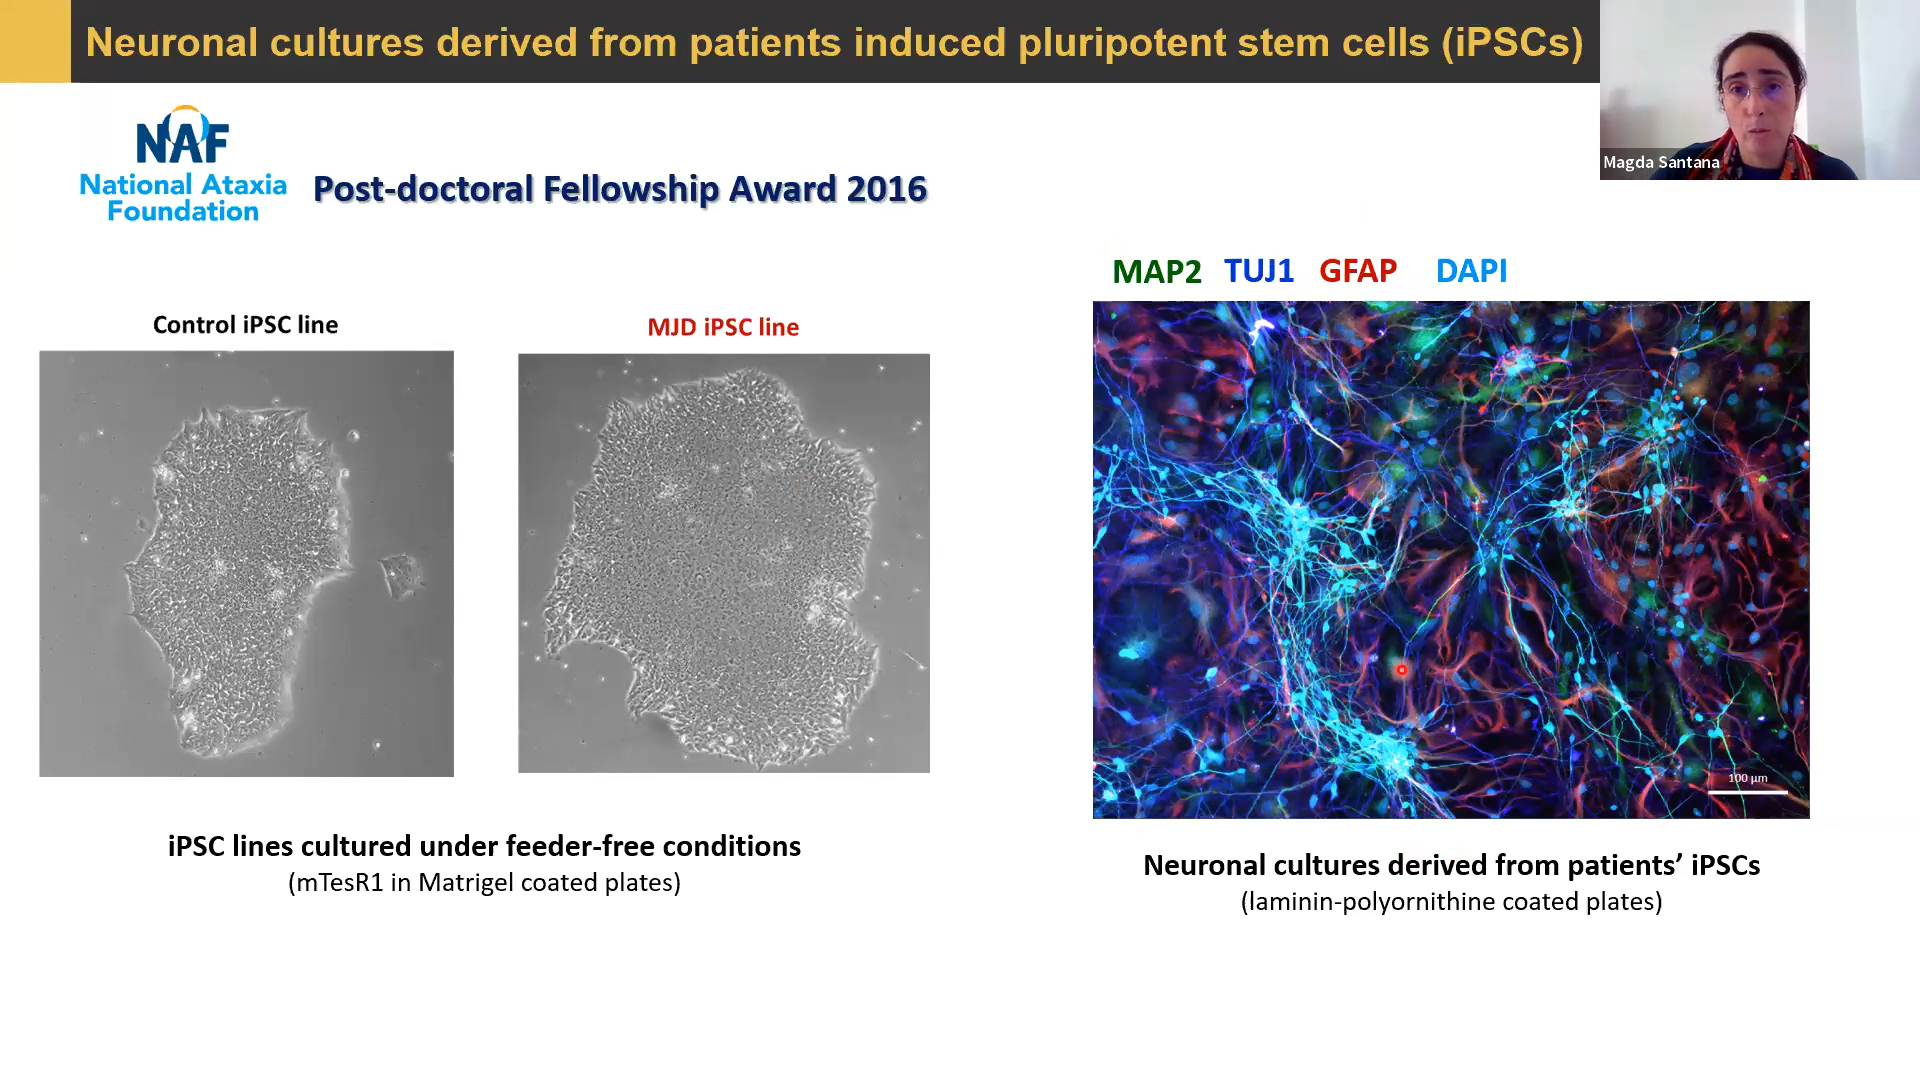 Neuronal cultures derived from patients induced pluripotent stem cells (iPSCs)
Magda Santana
NAF
National Ataxia
Foundation
Post-doctoral Fellowship Award 2016
MAP2 TUJ1 GFAP DAPI
Control iPSC line
MJD iPSC line
100 µm
iPSC lines cultured under feeder-free conditions
(mTesR1 in Matrigel coated plates)
Neuronal cultures derived from patients’ iPSCs
(laminin-polyornithine coated plates)